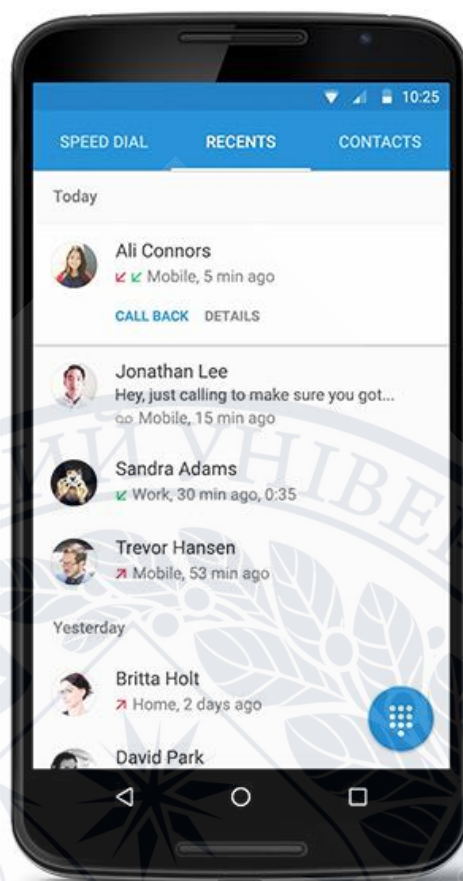 10:25
SPEED DIAL RECENTS CONTACTS
Today
Ali Connors
Mobile, 5 min ago
CALL BACK DETAILS
Jonathan Lee
Hey, just calling to make sure you got...
Mobile, 15 min ago
Sandra Adams
Work, 30 min ago, 0:35
Trevor Hansen
Mobile, 53 min ago
Yesterday
Britta Holt
Home, 2 days ago
David Park